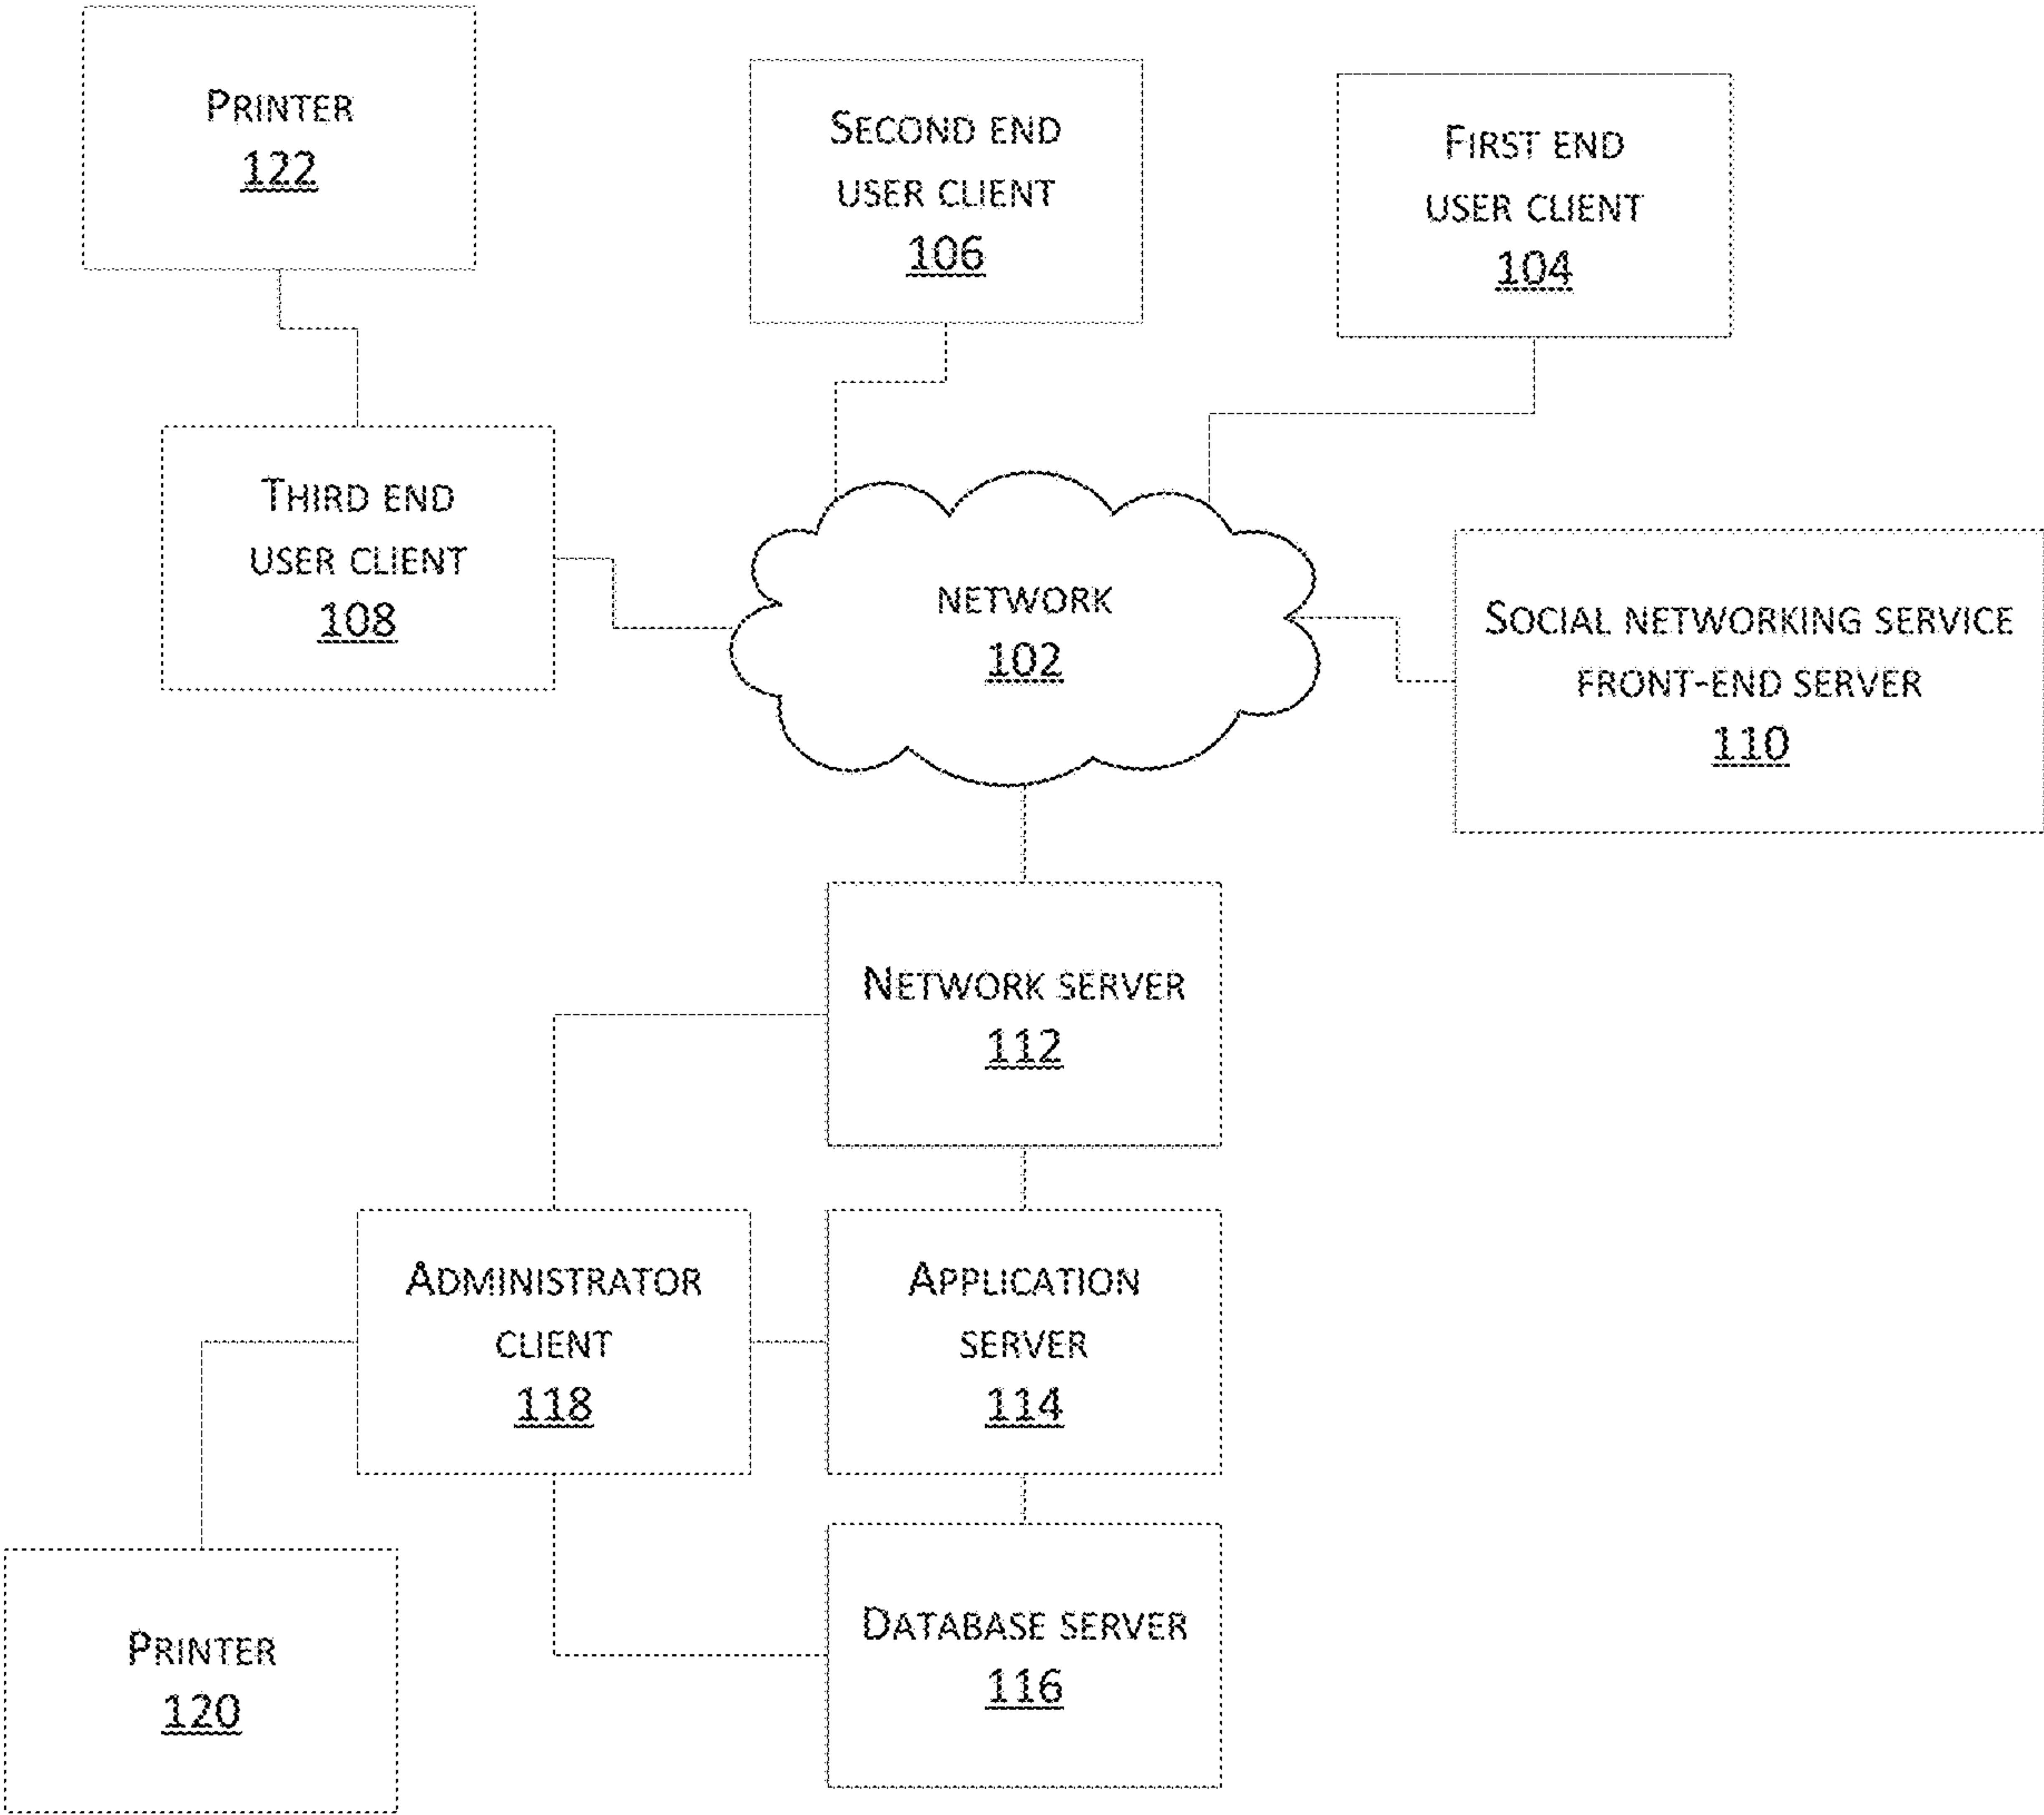 PRINTER
122
SECOND END
USER CLIENT
106
FIRST END
USER CLIENT
104
THIRD END
USER CLIENT
108
NETWORK
102
SOCIAL NETWORKING SERVICE
FRONT-END SERVER
110
NETWORK SERVER
112
ADMINISTRATOR
CLIENT
118
APPLICATION
SERVER
114
PRINTER
120
DATABASE SERVER
116